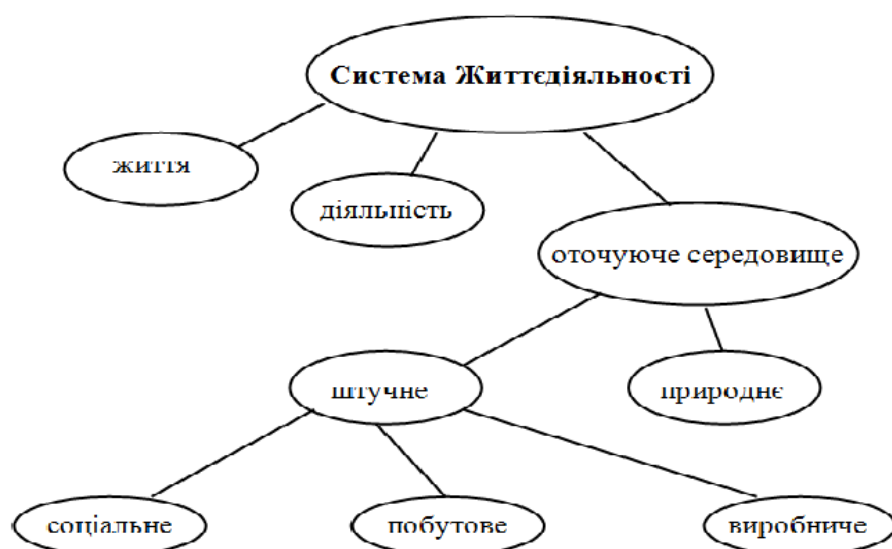 Система Життєдіяльності
життя
діяльність
оточуюче середовище
штучне
природнє
соціальне
побутове
виробниче